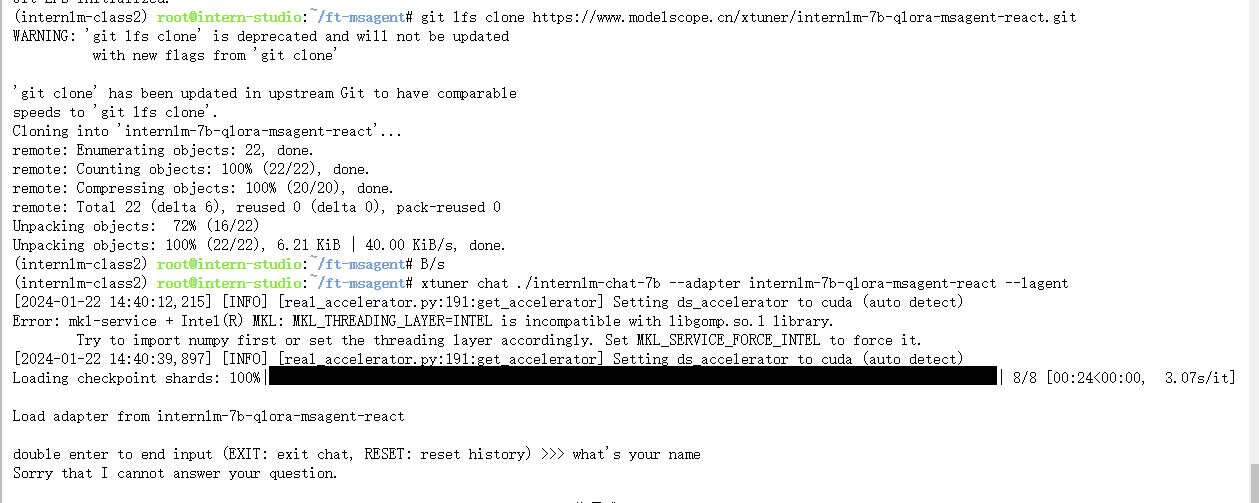 (internlm-class2) root@intern-studio:~/ft-msagent# git lfs clone https://www.modelscope.cn/xtuner/internlm-7b-qlora-msagent-react.git
WARNING: 'git lfs clone' is deprecated and will not be updated
          with new flags from 'git clone'
'git clone' has been updated in upstream Git to have comparable
speeds to 'git lfs clone'.
Cloning into 'internlm-7b-qlora-msagent-react'...
remote: Enumerating objects: 22, done.
remote: Counting objects: 100% (22/22), done.
remote: Compressing objects: 100% (20/20), done.
remote: Total 22 (delta 6), reused 0 (delta 0), pack-reused 0
Unpacking objects:  72% (16/22)
Unpacking objects: 100% (22/22), 6.21 KiB | 40.00 KiB/s, done.
(internlm-class2) root@intern-studio:~/ft-msagent# B/s
(internlm-class2) root@intern-studio:~/ft-msagent# xtuner chat ./internlm-chat-7b --adapter internlm-7b-qlora-msagent-react --lagent
[2024-01-22 14:40:12,215] [INFO] [real_accelerator.py:191:get_accelerator] Setting ds_accelerator to cuda (auto detect)
Error: mkl-service + Intel(R) MKL: MKL_THREADING_LAYER=INTEL is incompatible with libgomp.so.1 library.
        Try to import numpy first or set the threading layer accordingly. Set MKL_SERVICE_FORCE_INTEL to force it.
[2024-01-22 14:40:39,897] [INFO] [real_accelerator.py:191:get_accelerator] Setting ds_accelerator to cuda (auto detect)
Loading checkpoint shards: 100%| | 8/8 [00:24<00:00,  3.07s/it]
Load adapter from internlm-7b-qlora-msagent-react
double enter to end input (EXIT: exit chat, RESET: reset history) >>> what's your name
Sorry that I cannot answer your question.